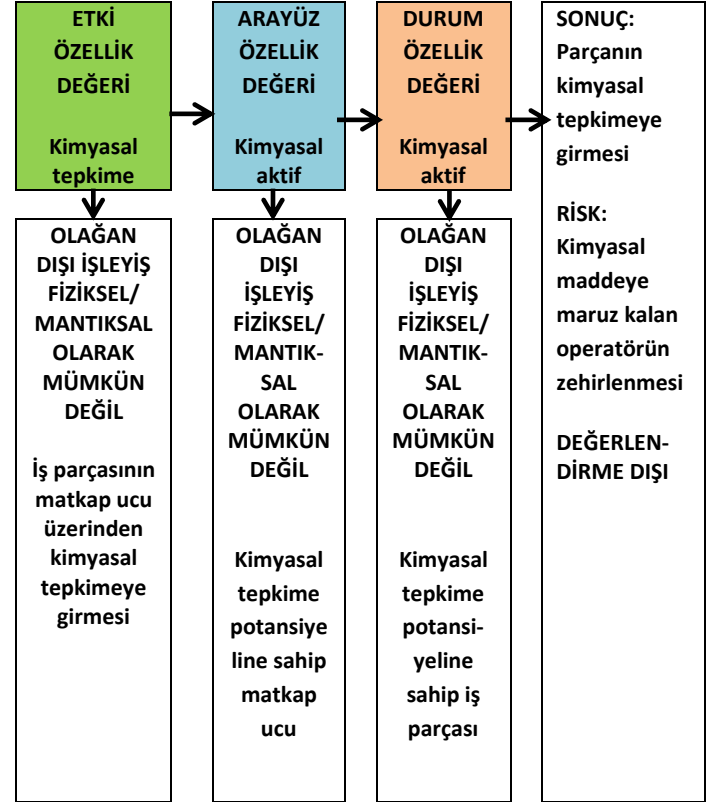 ETKİ
ÖZELLİK
DEĞERİ
Kimyasal
tepkime
ARAYÜZ
ÖZELLİK
DEĞERİ
Kimyasal
aktif
DURUM
ÖZELLİK
DEĞERİ
Kimyasal
aktif
SONUÇ:
Parçanın
kimyasal
tepkimeye
girmesi
RİSK:
Kimyasal
maddeye
maruz kalan
operatörün
zehirlenmesi
DEĞERLEN-
DİRME DIŞI
OLAĞAN
DIŞI İŞLEYİŞ
FİZİKSEL/
MANTIKSAL
OLARAK
MÜMKÜN
DEĞİL
İş parçasının
matkap ucu
üzerinden
kimyasal
tepkimeye
girmesi
OLAĞAN
DIŞI
İŞLEYİŞ
FİZİKSEL/
MANTIK-
SAL
OLARAK
MÜMKÜN
DEĞİL
Kimyasal
tepkime
potansiye
line sahip
matkap
ucu
OLAĞAN
DIŞI
İŞLEYİŞ
FİZİKSEL/
MANTIK-
SAL
OLARAK
MÜMKÜN
DEĞİL
Kimyasal
tepkime
potansi-
yeline
sahip iş
parçası